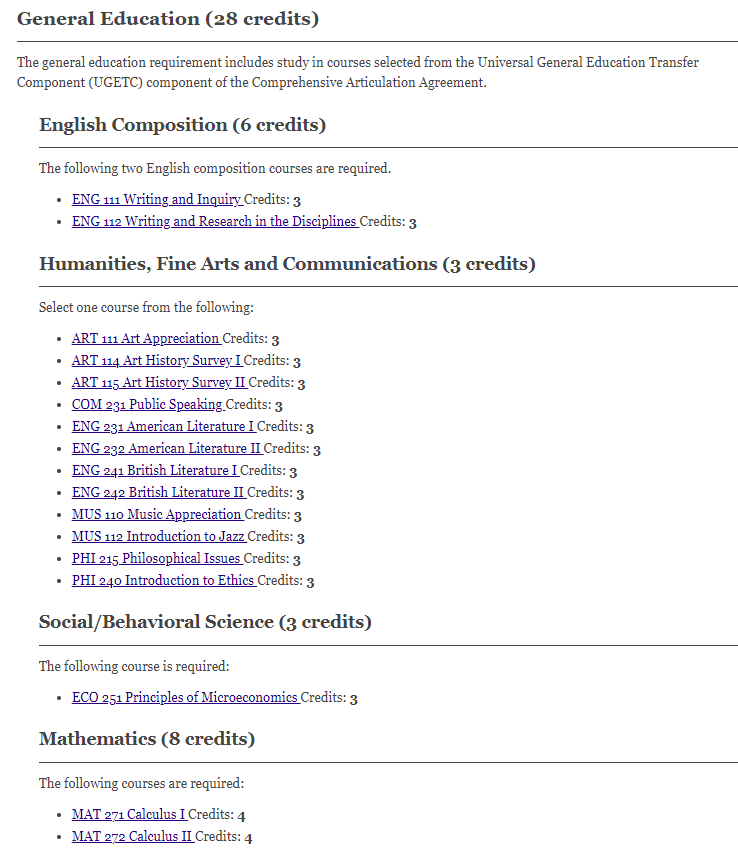 General Education (28 credits)
The general education requirement includes study in courses selected from the Universal General Education Transfer
Component (UGETC) component of the Comprehensive Articulation Agreement.
English Composition (6 credits)
The following two English composition courses are required.
• ENG 111 Writing and Inquiry Credits: 3
• ENG 112 Writing and Research in the Disciplines Credits: 3
Humanities, Fine Arts and Communications (3 credits)
Select one course from the following:
• ART 111 Art Appreciation Credits: 3
• ART 114 Art History Survey I Credits: 3
• ART 115 Art History Survey II Credits: 3
• COM 231 Public Speaking Credits: 3
• ENG 231 American Literature I Credits: 3
• ENG 232 American Literature II Credits: 3
• ENG 241 British Literature I Credits: 3
• ENG 242 British Literature II Credits: 3
• MUS 110 Music Appreciation Credits: 3
• MUS 112 Introduction to Jazz Credits: 3
• PHI 215 Philosophical Issues Credits: 3
• PHI 240 Introduction to Ethics Credits: 3
Social/Behavioral Science (3 credits)
The following course is required:
• ECO 251 Principles of Microeconomics Credits: 3
Mathematics (8 credits)
The following courses are required:
• MAT 271 Calculus I Credits: 4
• MAT 272 Calculus II Credits: 4